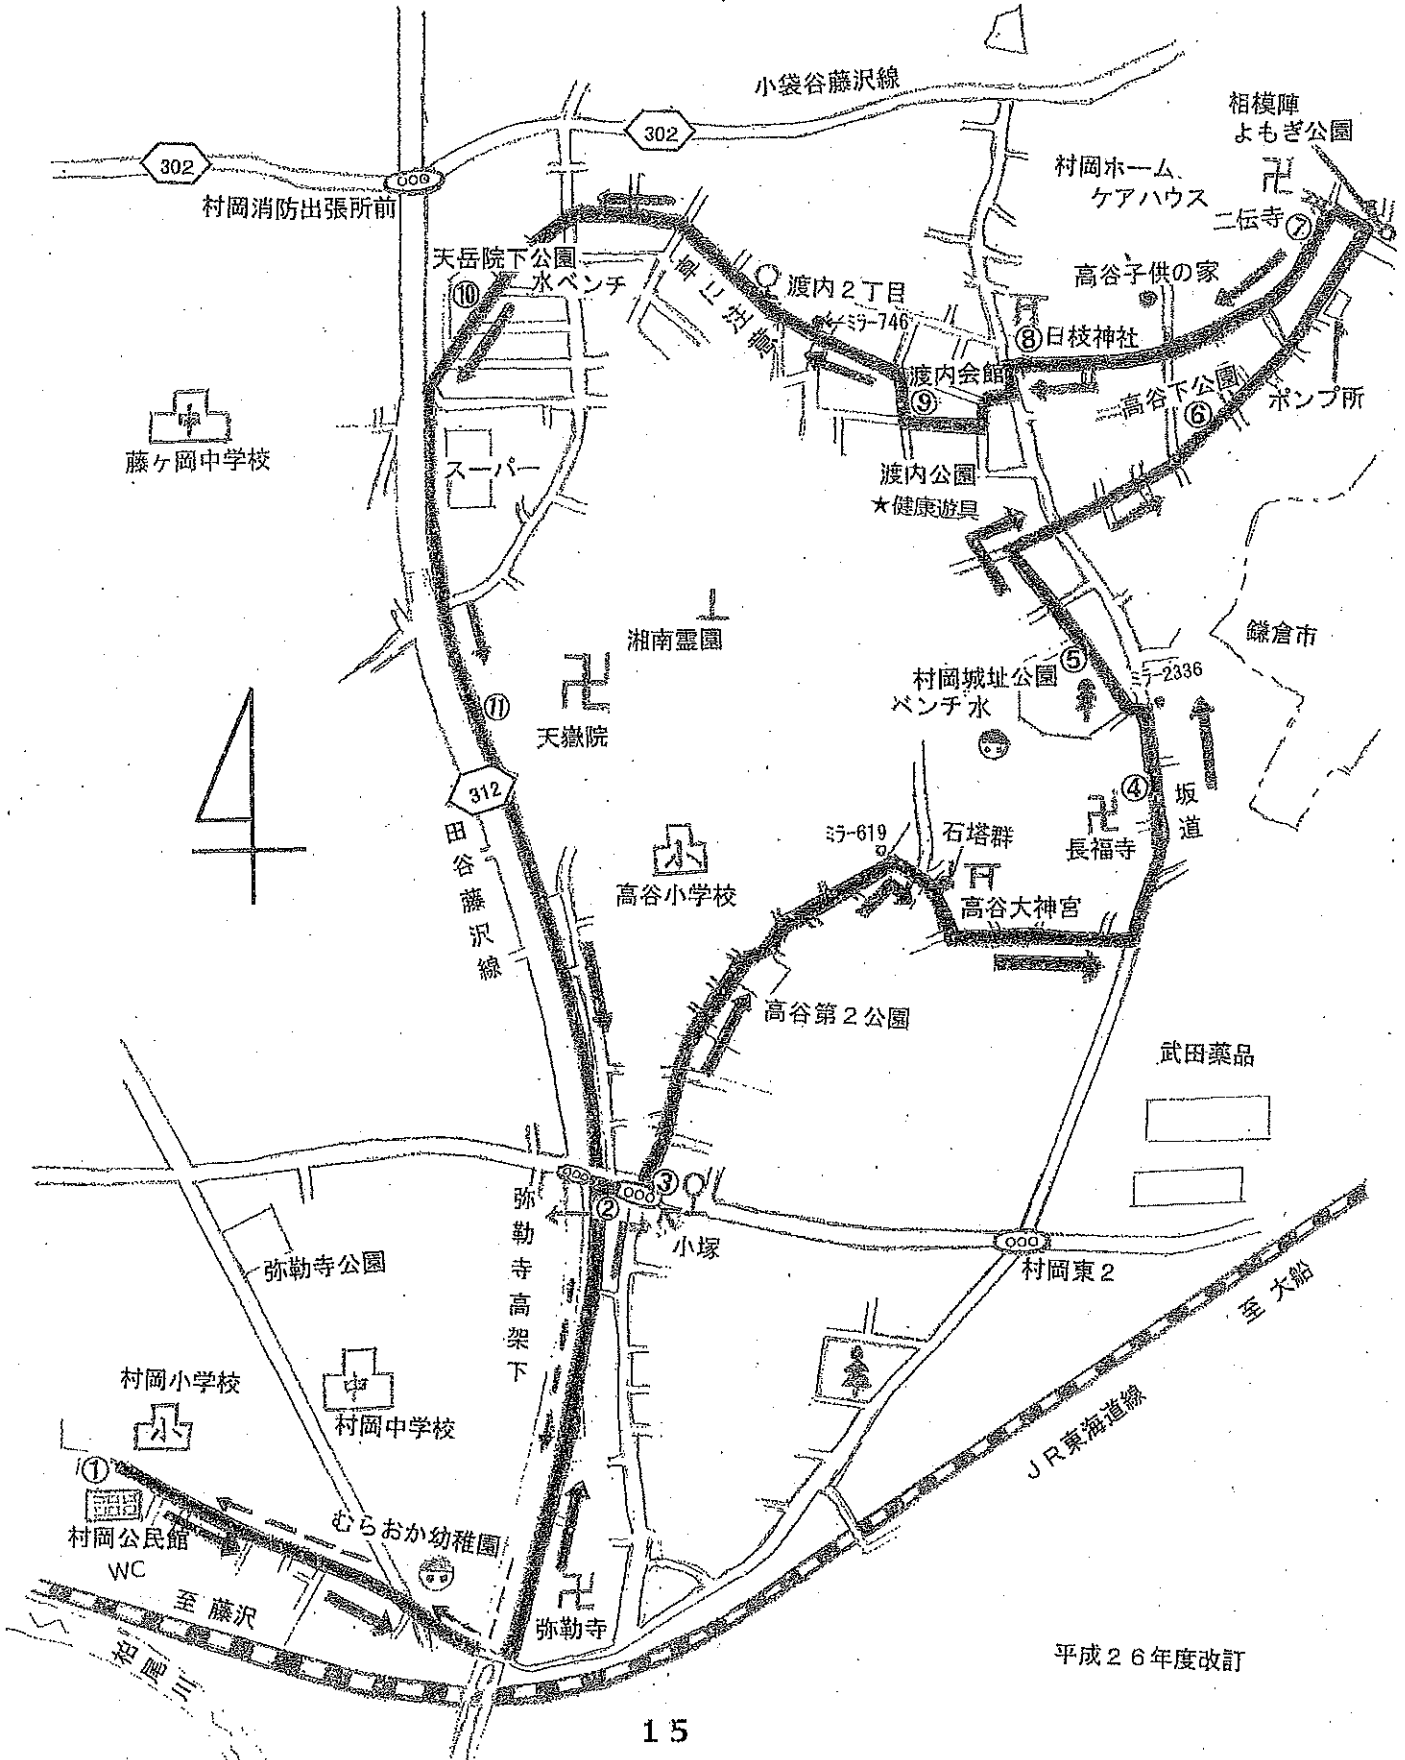 小袋谷藤沢線
相模陣
よもぎ公園
302
302
村岡ホーム
ケアハウス
村岡消防出張所前
二伝寺
⑦
天岳院下公園
水ベンチ
⑩
高谷子供の家
車に注意
渡内2丁目
ミラー746
⑧日枝神社
渡内会館
⑨
高谷下公園
⑥
ポンプ所
中
藤ヶ岡中学校
スーパー
渡内公園
★健康遊具
湘南霊園
鎌倉市
⑤
村岡城址公園
ベンチ 水
ミラー2336
⑪
天嶽院
312
④
坂道
長福寺
田谷藤沢線
ミラー619
石塔群
小
高谷小学校
高谷大神宮
高谷第2公園
武田薬品
③
②
小塚
弥勒寺高架下
弥勒寺公園
村岡東2
至 大船
村岡小学校
小
中
村岡中学校
JR東海道線
①
村岡公民館
WC
むらおか幼稚園
至 藤沢
弥勒寺
柏尾川
平成26年度改訂
15